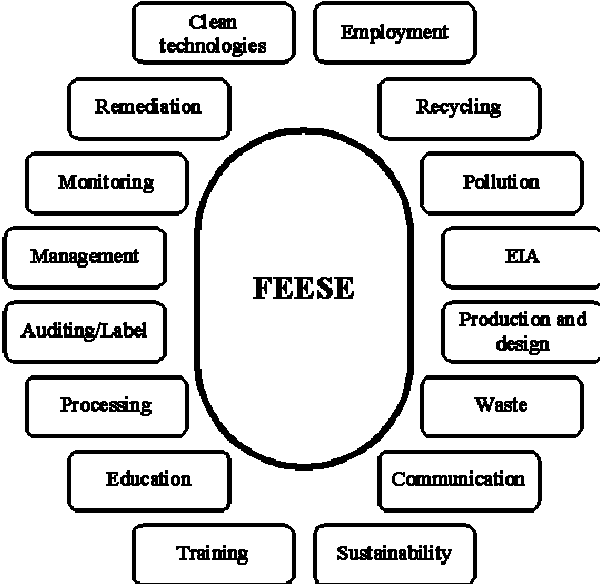 Clean
technologies
Employment
Remediation
Recycling
Monitoring
Pollution
Management
EIA
FEESE
Auditing/Label
Production and
design
Processing
Waste
Education
Communication
Training
Sustainability